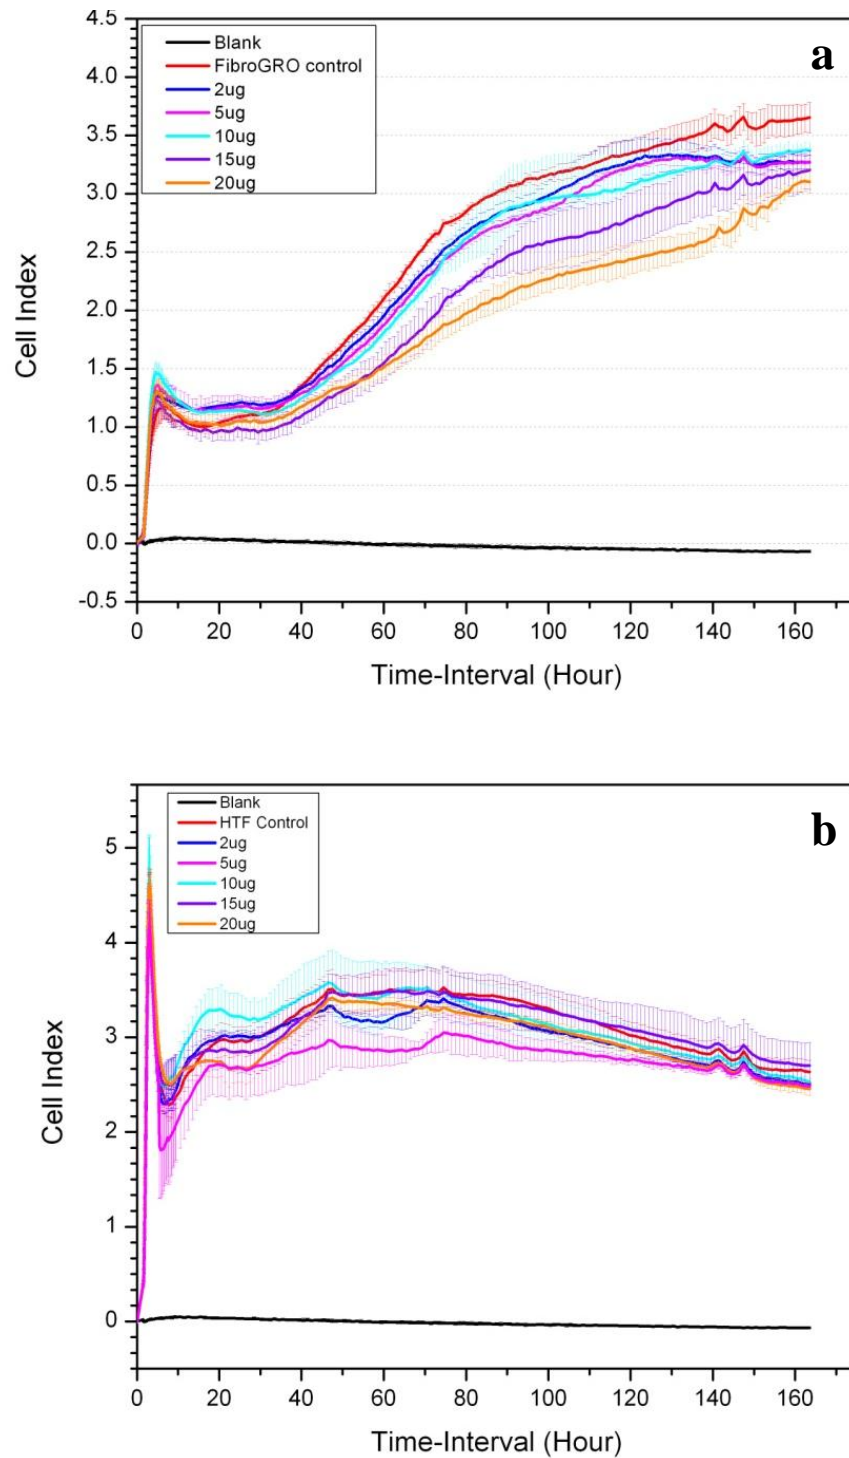 a
Blank
FibroGRO control
2ug
5ug
10ug
15ug
20ug
4.5
4.0
3.5
3.0
2.5
2.0
1.5
1.0
0.5
0.0
-0.5
Cell Index
0 20 40 60 80 100 120 140 160
Time-Interval (Hour)
b
Blank
HTF Control
2ug
5ug
10ug
15ug
20ug
5
4
3
2
1
0
Cell Index
0 20 40 60 80 100 120 140 160
Time-Interval (Hour)